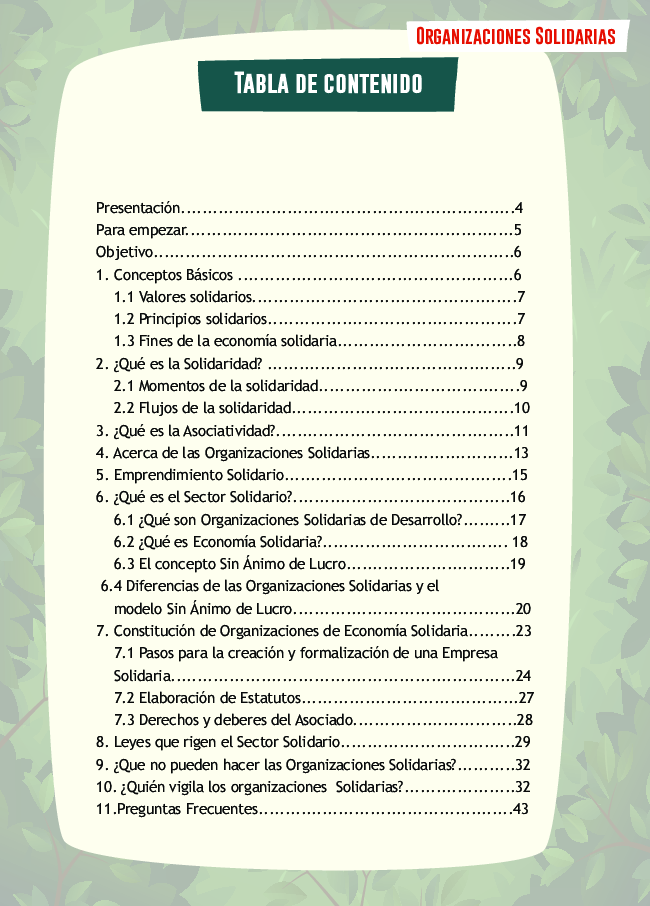 Organizaciones Solidarias
Tabla de contenido
Presentación..............................................................4
Para empezar.............................................................5
Objetivo...................................................................6
1. Conceptos Básicos ...................................................6
1.1 Valores solidarios.................................................7
1.2 Principios solidarios..............................................7
1.3 Fines de la economía solidaria.................................8
2. ¿Qué es la Solidaridad? ..............................................9
2.1 Momentos de la solidaridad.....................................9
2.2 Flujos de la solidaridad.........................................10
3. ¿Qué es la Asociatividad?............................................11
4. Acerca de las Organizaciones Solidarias..........................13
5. Emprendimiento Solidario..........................................15
6. ¿Qué es el Sector Solidario?........................................16
6.1 ¿Qué son Organizaciones Solidarias de Desarrollo?.........17
6.2 ¿Qué es Economía Solidaria?.................................. 18
6.3 El concepto Sin Ánimo de Lucro..............................19
6.4 Diferencias de las Organizaciones Solidarias y el
modelo Sin Ánimo de Lucro.........................................20
7. Constitución de Organizaciones de Economía Solidaria.........23
7.1 Pasos para la creación y formalización de una Empresa
Solidaria...............................................................24
7.2 Elaboración de Estatutos........................................27
7.3 Derechos y deberes del Asociado..............................28
8. Leyes que rigen el Sector Solidario................................29
9. ¿Que no pueden hacer las Organizaciones Solidarias?...........32
10. ¿Quién vigila los organizaciones  Solidarias?.....................32
11.Preguntas Frecuentes...............................................43